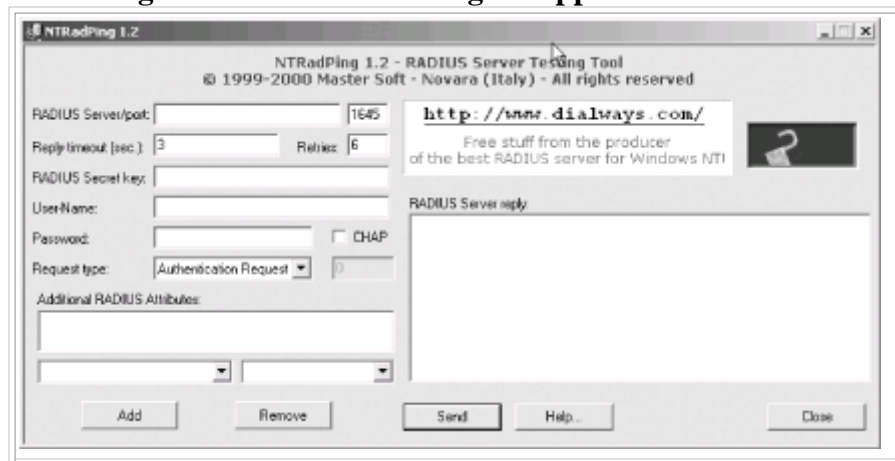 NTRadPing 1.2
NTRadPing 1.2 - RADIUS Server Testing Tool
© 1999-2000 Master Soft - Novara (Italy) - All rights reserved
RADIUS Server/port:
1645
Reply timeout (sec.):
3
Retries:
6
RADIUS Secret key:
User-Name:
Password:
CHAP
Request type:
Authentication Request
0
Additional RADIUS Attributes:
Add
Remove
http://www.dialways.com/
Free stuff from the producer
of the best RADIUS server for Windows NT!
RADIUS Server reply:
Send
Help...
Close